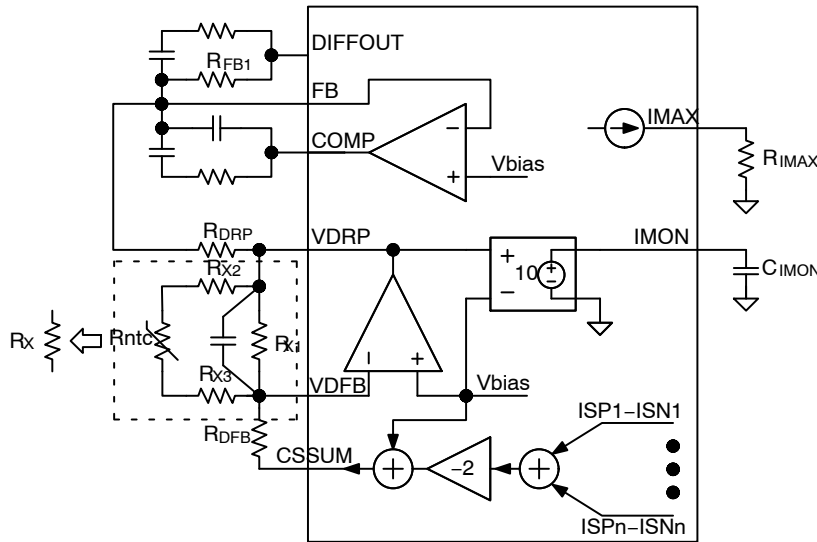 DIFFOUT
RFB1
FB
COMP
−
+
Vbias
IMAX
RIMAX
RDRP
VDRP
IMON
+
−
10
+
−
CIMON
RX2
RX
Rntc
RX1
RX3
VDFB
−
+
Vbias
RDFB
CSSUM
+
−2
+
ISP1−ISN1
ISPn−ISNn